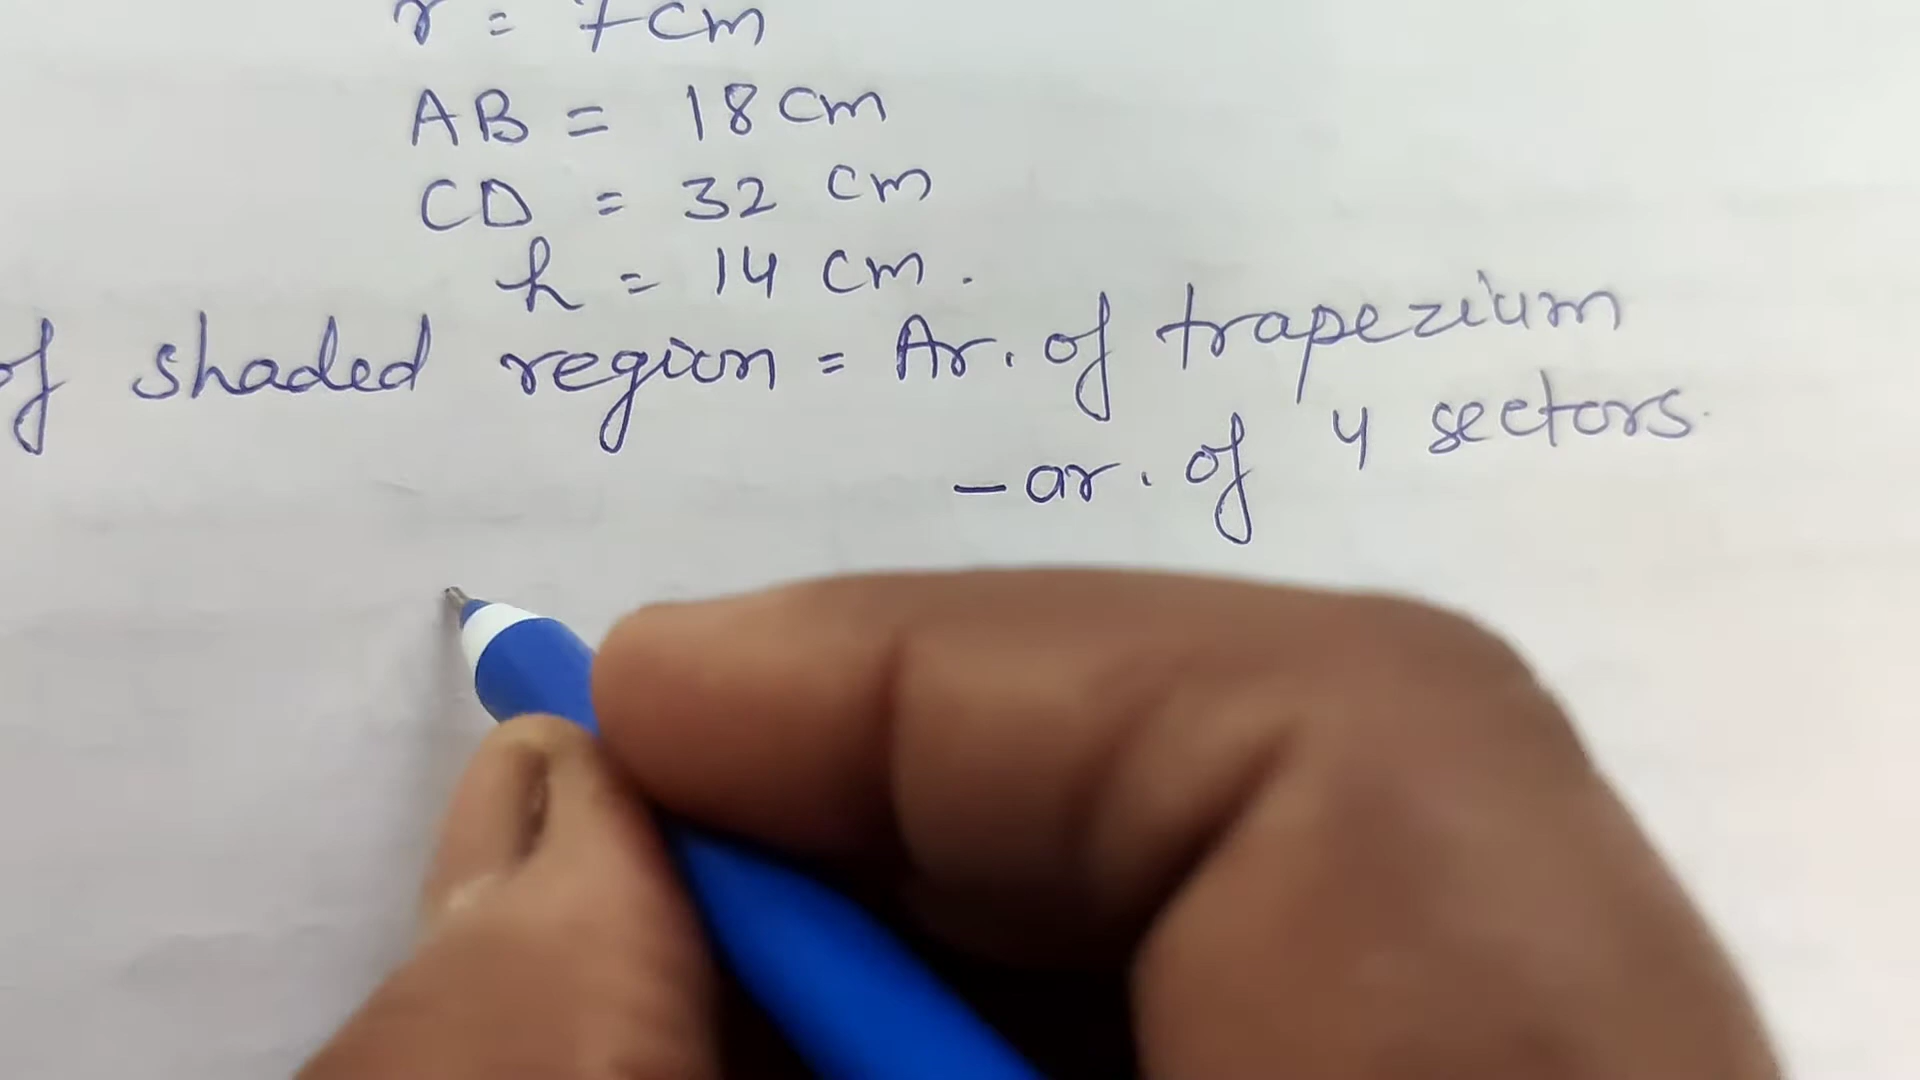 r = 7cm
AB = 18 cm
CD = 32 cm
h = 14 cm.
of shaded region = Ar. of trapezium
- ar. of 4 sectors.